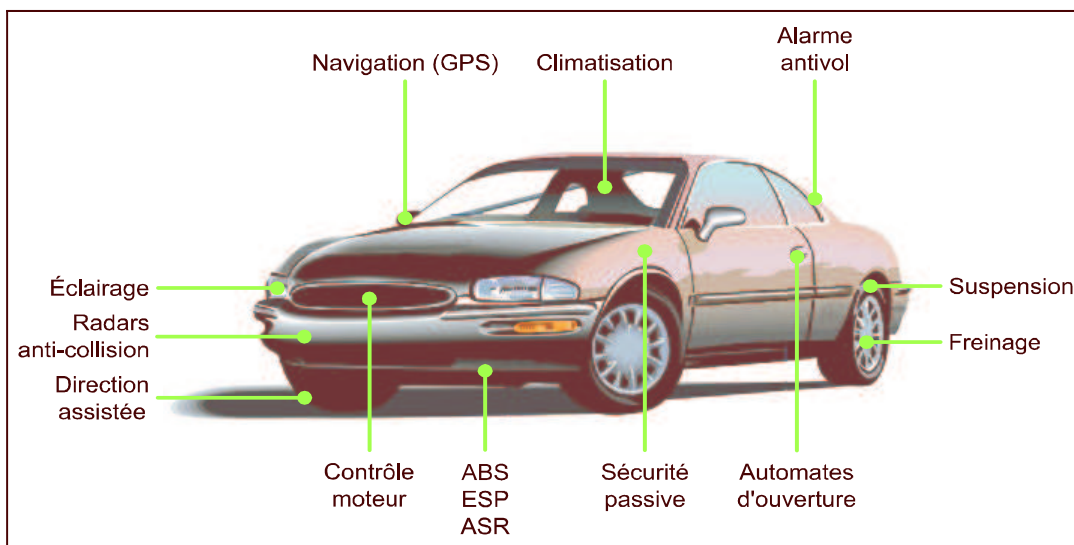 Navigation (GPS)
Climatisation
Alarme
antivol
Éclairage
Radars
anti-collision
Direction
assistée
Suspension
Freinage
Contrôle
moteur
ABS
ESP
ASR
Sécurité
passive
Automates
d'ouverture